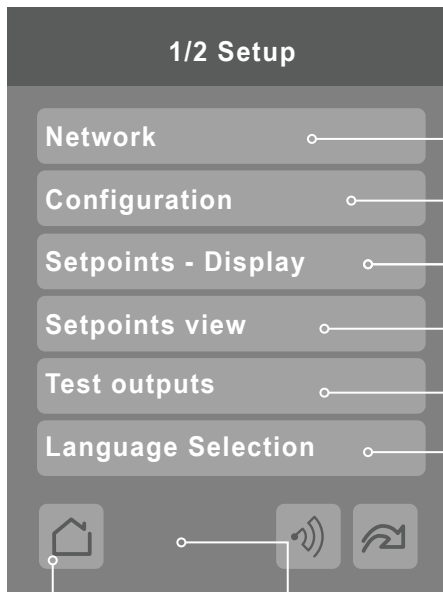 1/2 Setup
Network
Configuration
Setpoints - Display
Setpoints view
Test outputs
Language Selection